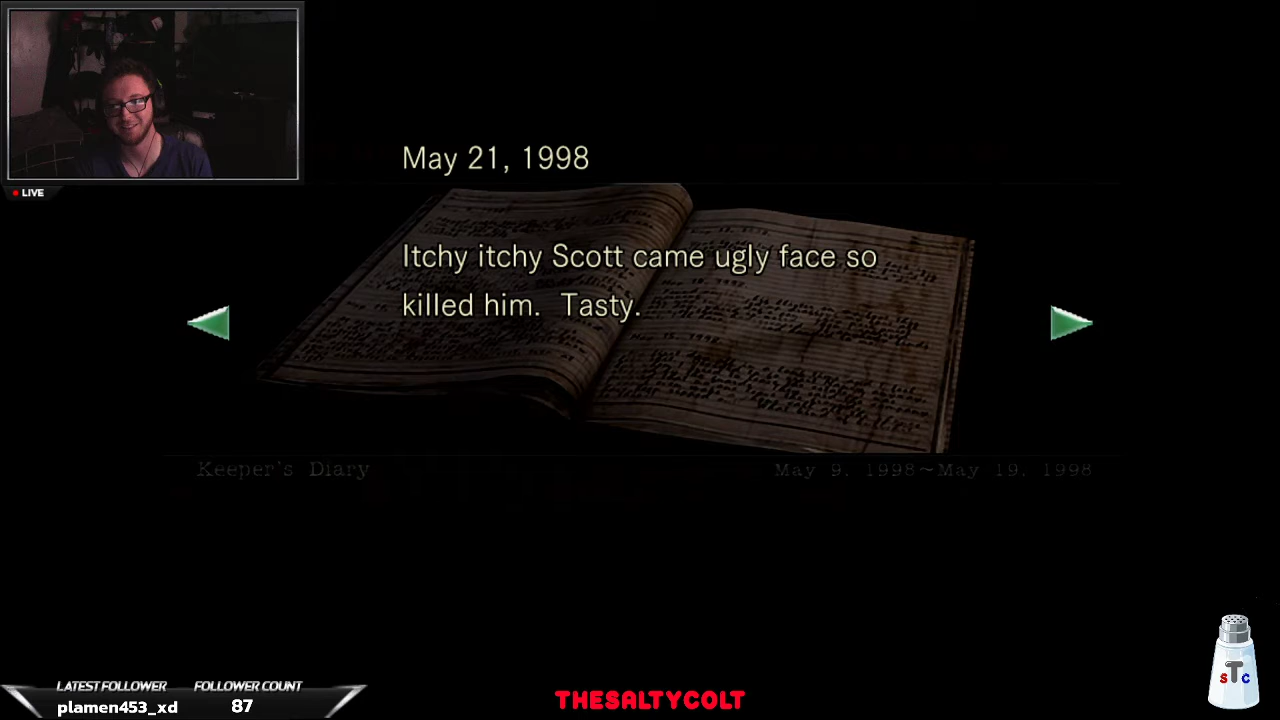 LIVE
May 21, 1998
Itchy itchy Scott came ugly face so
killed him. Tasty.
Keeper's Diary
May 9. 1998~May 19. 1998
LATEST FOLLOWER
plamen453_xd
FOLLOWER COUNT
87
THESALTYCOLT
STC